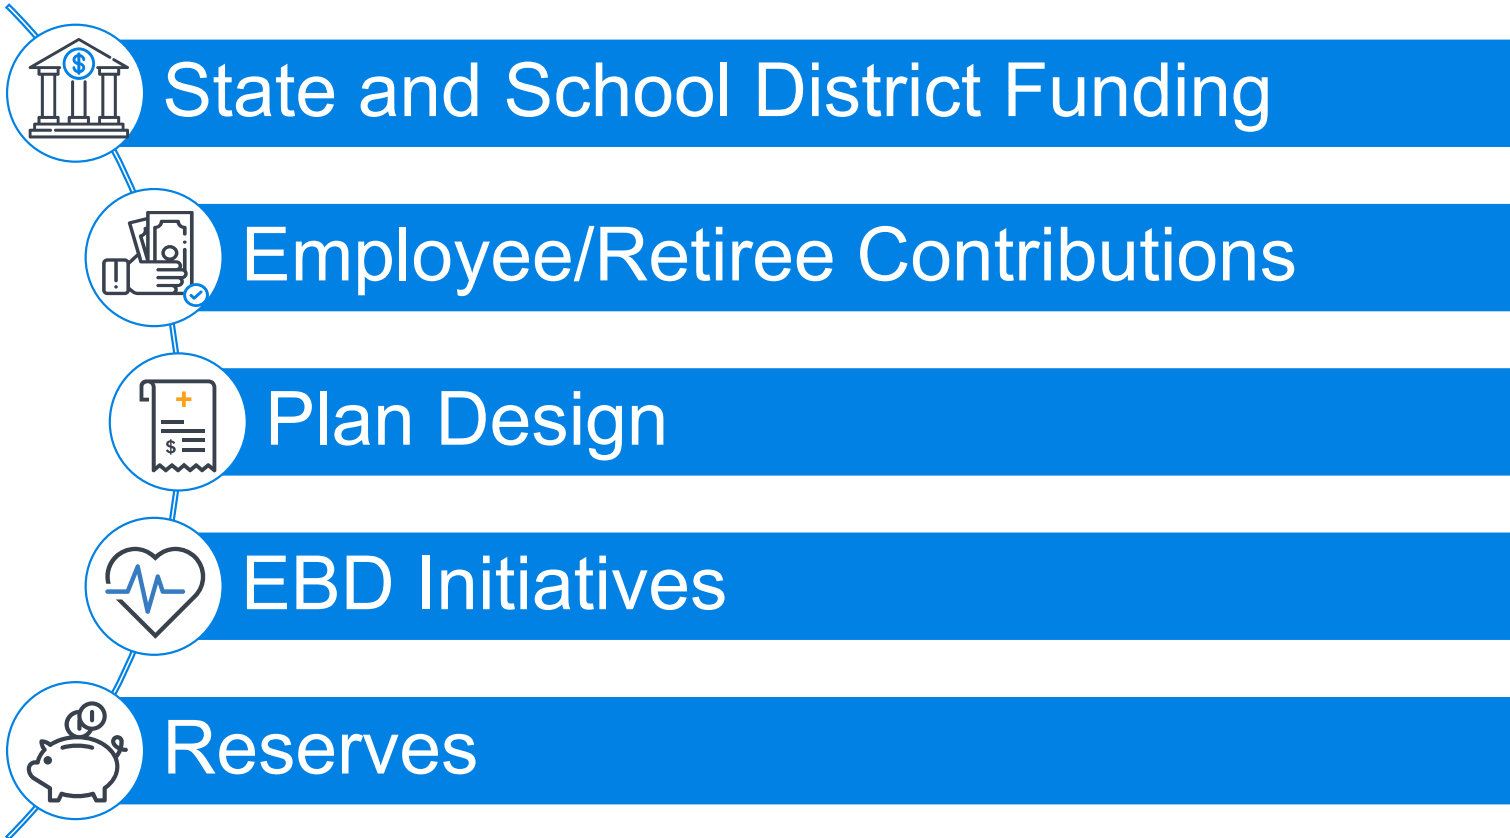 State and School District Funding
Employee/Retiree Contributions
Plan Design
EBD Initiatives
Reserves